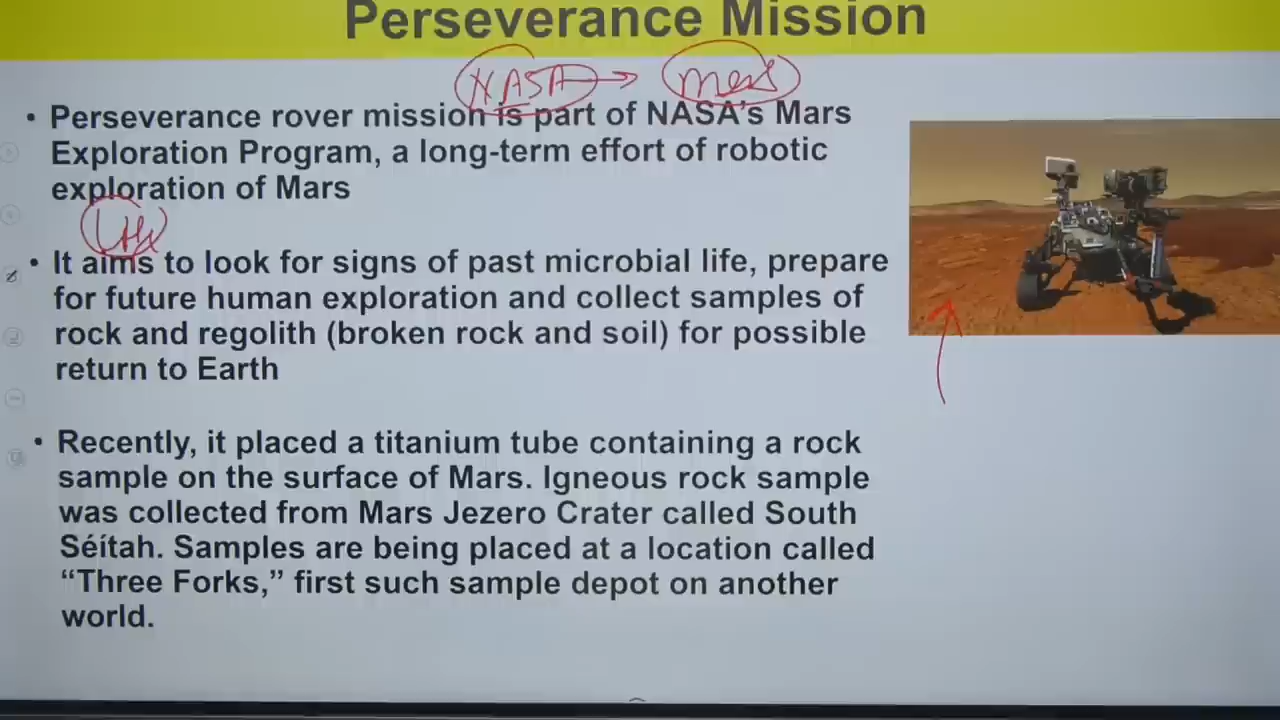 Perseverance Mission
NASA → Mars
• Perseverance rover mission is part of NASA's Mars
Exploration Program, a long-term effort of robotic
exploration of Mars
• It aims to look for signs of past microbial life, prepare
for future human exploration and collect samples of
rock and regolith (broken rock and soil) for possible
return to Earth
• Recently, it placed a titanium tube containing a rock
sample on the surface of Mars. Igneous rock sample
was collected from Mars Jezero Crater called South
Séítah. Samples are being placed at a location called
“Three Forks,” first such sample depot on another
world.